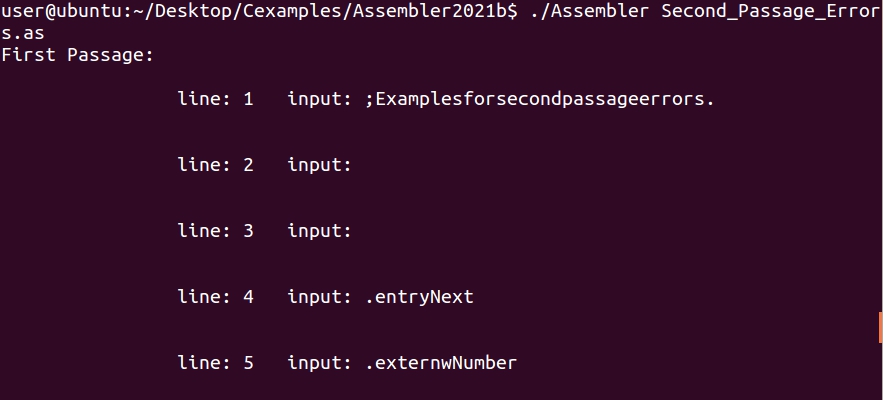 user@ubuntu:~/Desktop/Cexamples/Assembler2021b$ ./Assembler Second_Passage_Error
s.as
First Passage:
line: 1 input: ;Examplesforsecondpassageerrors.
line: 2 input:
line: 3 input:
line: 4 input: .entryNext
line: 5 input: .externwNumber